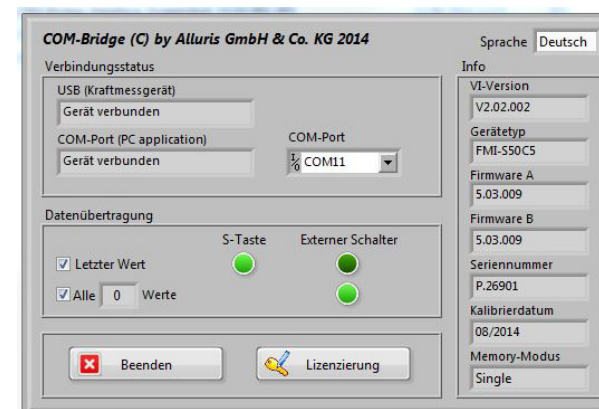 COM-Bridge (C) by Alluris GmbH & Co. KG 2014
Sprache Deutsch
Verbindungsstatus
USB (Kraftmessgerät)
Gerät verbunden
COM-Port (PC application)
Gerät verbunden
COM-Port
COM11
Datenübertragung
S-Taste Externer Schalter
Letzter Wert
Alle 0 Werte
Beenden
Lizenzierung
Info
VI-Version
V2.02.002
Gerätetyp
FMI-S50C5
Firmware A
5.03.009
Firmware B
5.03.009
Seriennummer
P.26901
Kalibrierdatum
08/2014
Memory-Modus
Single